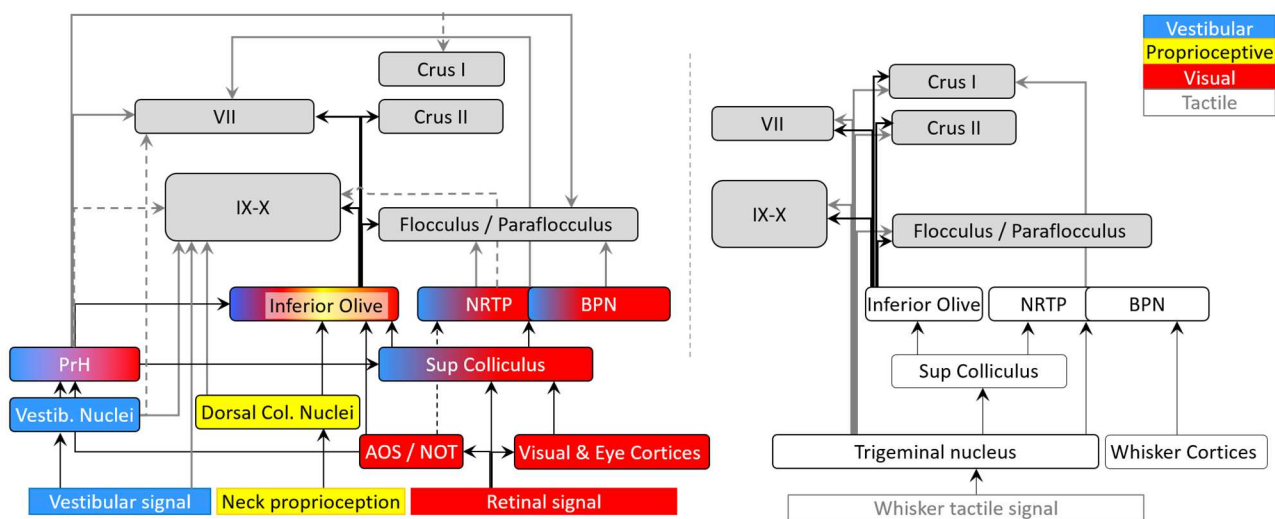 Vestibular
Proprioceptive
Visual
Tactile
Crus I
VII
Crus II
IX-X
Flocculus / Paraflocculus
Inferior Olive
NRTP
BPN
PrH
Sup Colliculus
Vestib. Nuclei
Dorsal Col. Nuclei
AOS / NOT
Visual & Eye Cortices
Vestibular signal
Neck proprioception
Retinal signal
Crus I
VII
Crus II
IX-X
Flocculus / Paraflocculus
Inferior Olive
NRTP
BPN
Sup Colliculus
Trigeminal nucleus
Whisker Cortices
Whisker tactile signal